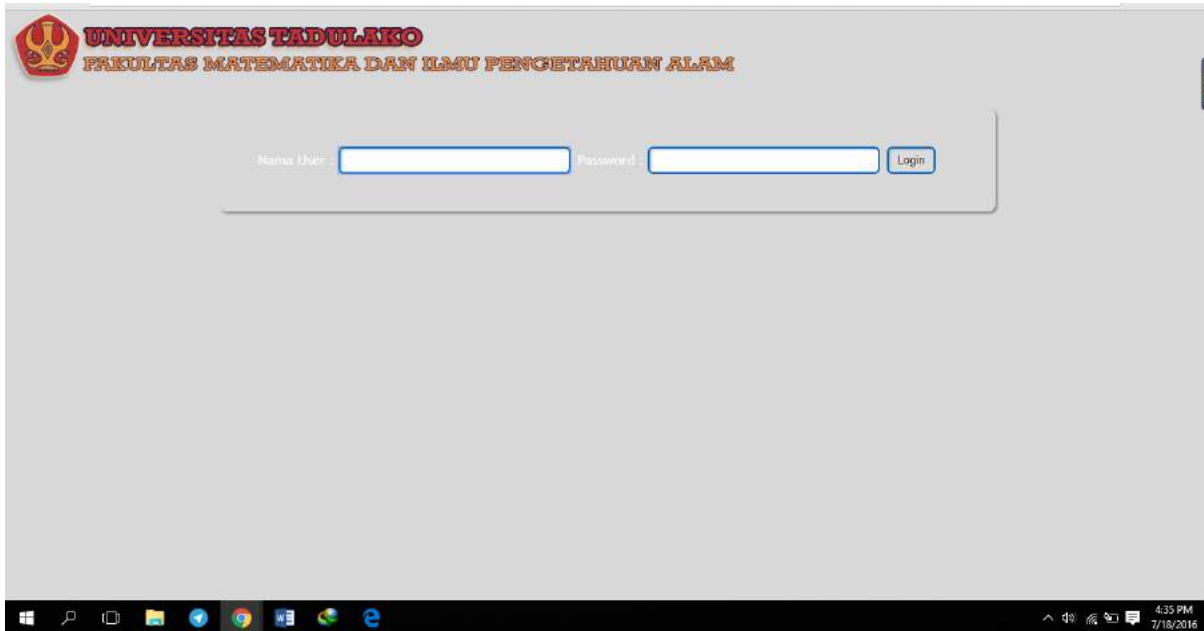 UNIVERSITAS TADULAKO
FAKULTAS MATEMATIKA DAN ILMU PENGETAHUAN ALAM
Nama User : Password : Login
4:35 PM
7/18/2016